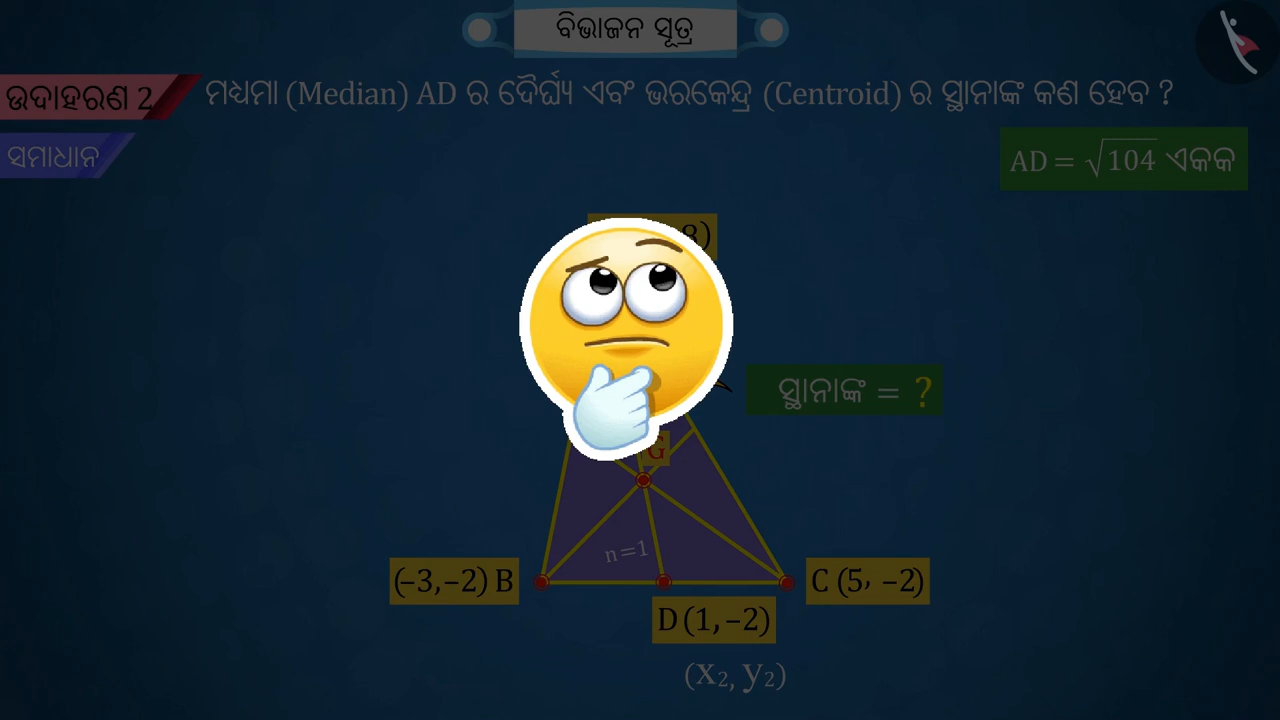 ବିଭାଜନ ସୂତ୍ର
ଉଦାହରଣ 2
ମଧ୍ୟମା (Median) AD ର ଦୈର୍ଘ୍ୟ ଏବଂ ଭରକେନ୍ଦ୍ର (Centroid) ର ସ୍ଥାନାଙ୍କ କଣ ହେବ ?
ସମାଧାନ
AD = √104 ଏକକ
8)
ସ୍ଥାନାଙ୍କ = ?
G
n=1
(−3,−2) B
C (5, −2)
D (1, −2)
(x₂, y₂)